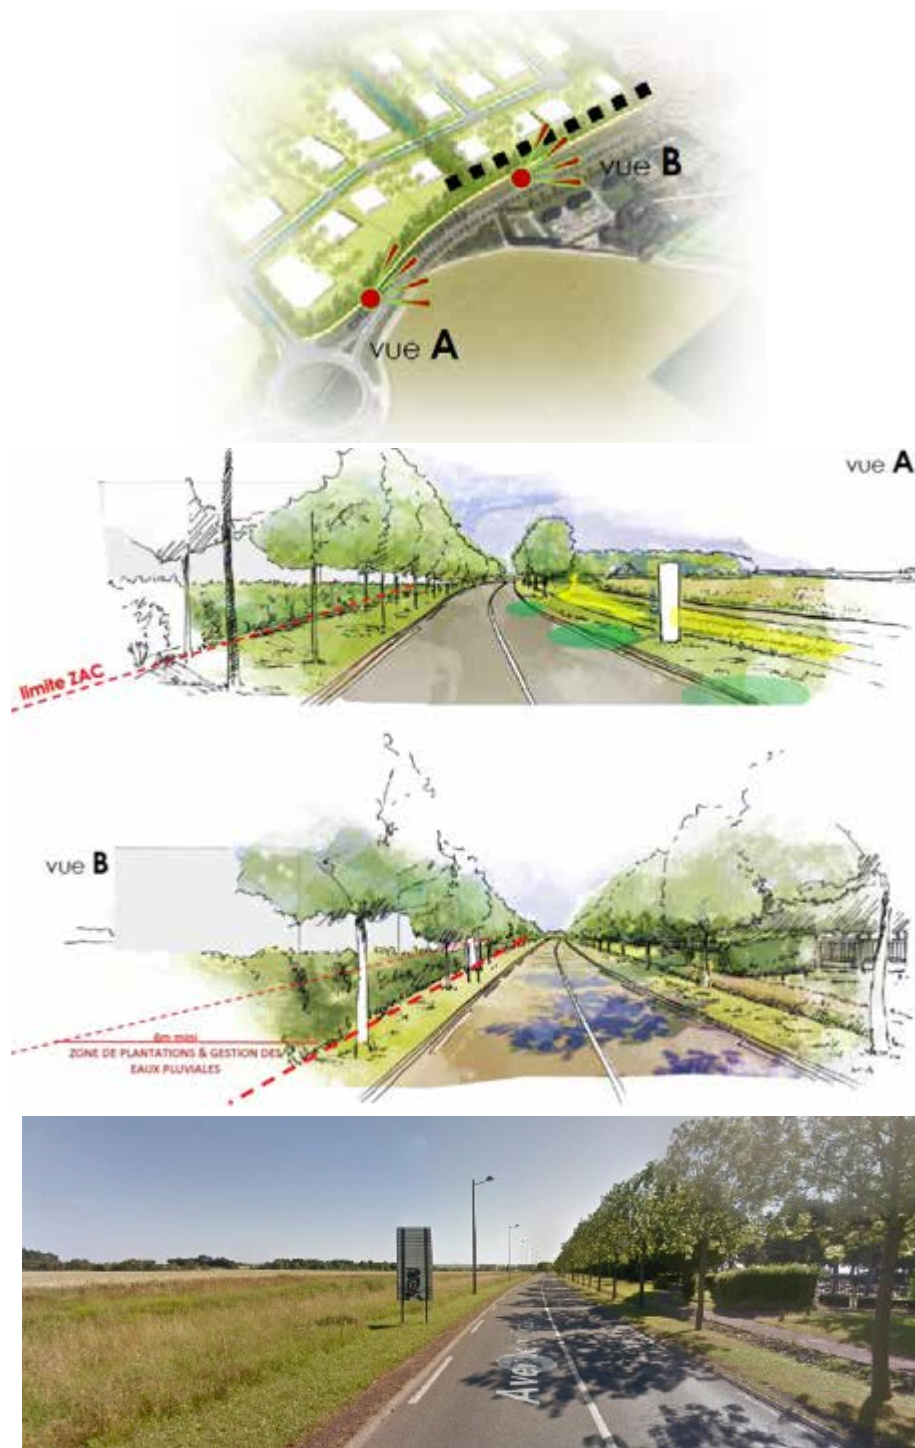 vue B
vue A
vue A
limite ZAC
vue B
6m mini
ZONE DE PLANTATIONS & GESTION DES
EAUX PLUVIALES